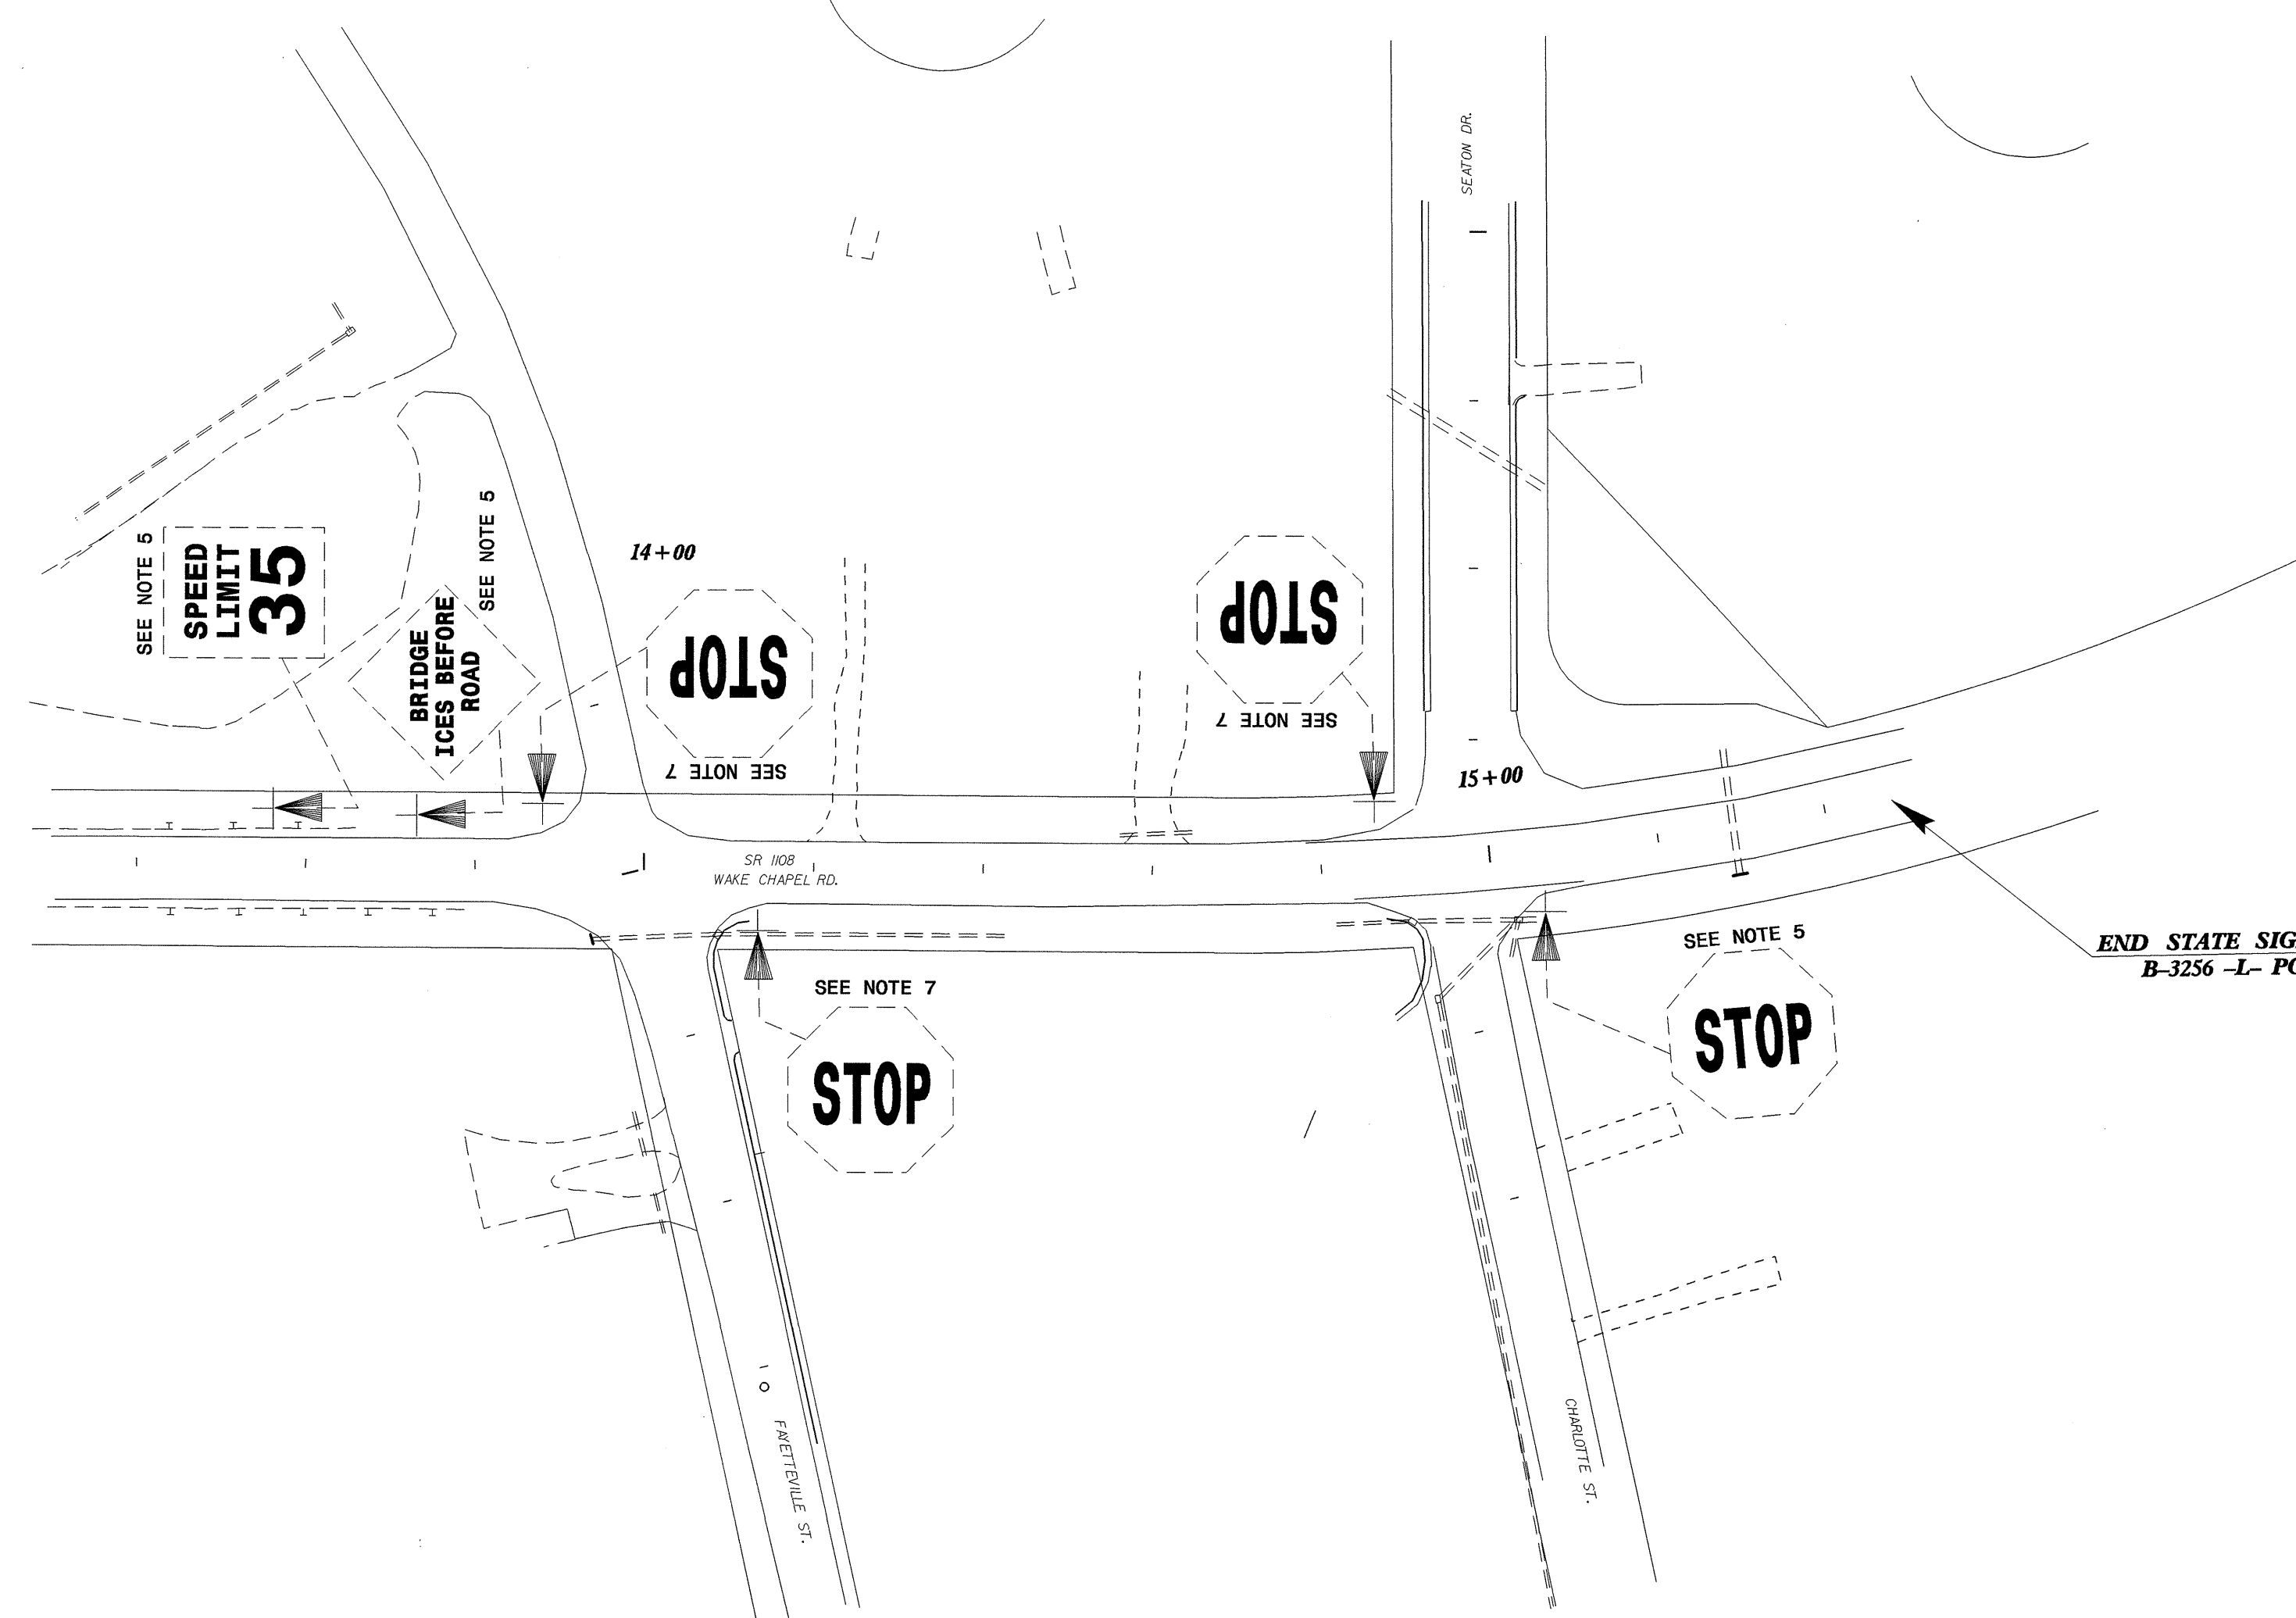 SEATON DR.
SEE NOTE 5
SPEED
LIMIT
35
SEE NOTE 5
BRIDGE
ICES BEFORE
ROAD
14+00
STOP
SEE NOTE 7
STOP
SEE NOTE 7
15+00
SR 1108
WAKE CHAPEL RD.
SEE NOTE 7
STOP
SEE NOTE 5
STOP
END STATE SIG
B-3256 -L- PO
FAYETTEVILLE ST.
CHARLOTTE ST.